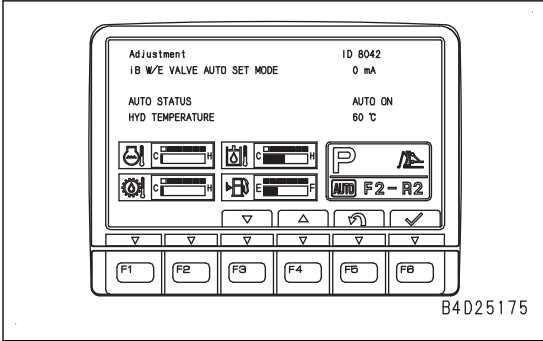 Adjustment ID 8042
iB W/E VALVE AUTO SET MODE 0 mA
AUTO STATUS AUTO ON
HYD TEMPERATURE 60 ℃
C H C H P
C H E F AUTO F2-R2
F1 F2 F3 F4 F5 F6
B4D25175